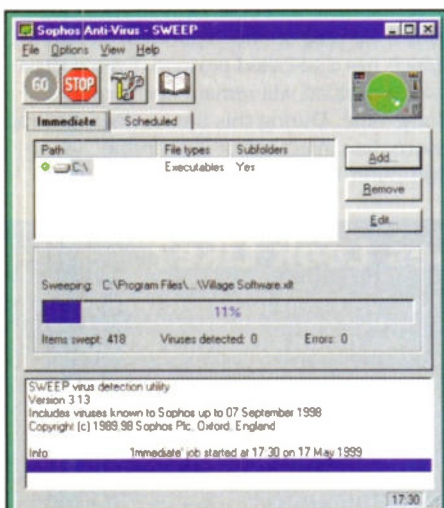 Sophos Anti-Virus - SWEEP
File Options View Help
GO STOP
Immediate Scheduled
Path File types Subfolders
C:\ Executables Yes
Add...
Remove
Edit...
Sweeping: C:\Program Files\...\Village Software.xlt
11%
Items swept: 418 Viruses detected: 0 Errors: 0
SWEEP virus detection utility
Version 3.13
Includes viruses known to Sophos up to 07 September 1998
Copyright (c) 1989,98 Sophos Plc, Oxford, England
Info 'Immediate' job started at 17:30 on 17 May 1999
17:30